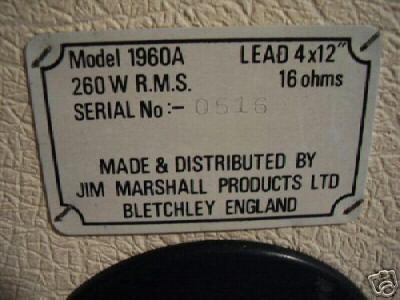 Model 1960A LEAD 4x12"
260 W R.M.S. 16 ohms
SERIAL No:- 0516
MADE & DISTRIBUTED BY
JIM MARSHALL PRODUCTS LTD
BLETCHLEY ENGLAND